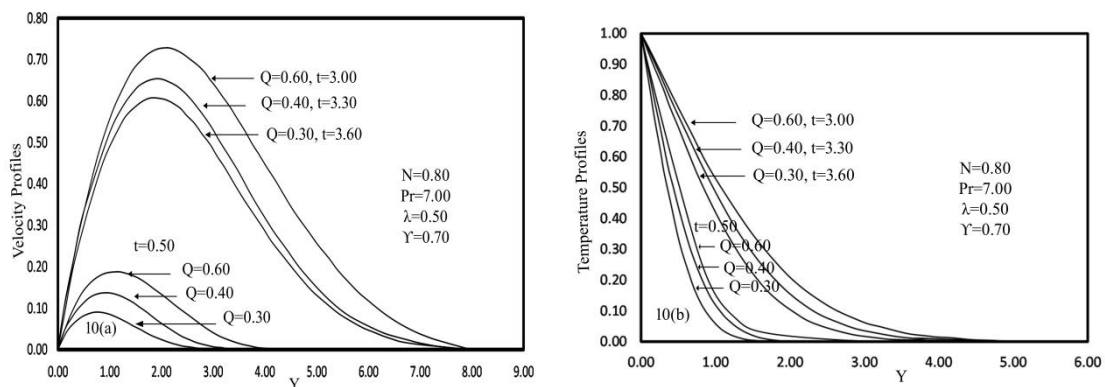 0.80
0.70
0.60
0.50
0.40
0.30
0.20
0.10
0.00
Velocity Profiles
Q=0.60, t=3.00
Q=0.40, t=3.30
Q=0.30, t=3.60
N=0.80
Pr=7.00
λ=0.50
ϒ=0.70
t=0.50
Q=0.60
Q=0.40
Q=0.30
10(a)
0.00 1.00 2.00 3.00 4.00 5.00 6.00 7.00 8.00 9.00
Y
1.00
0.90
0.80
0.70
0.60
0.50
0.40
0.30
0.20
0.10
0.00
Temperature Profiles
Q=0.60, t=3.00
Q=0.40, t=3.30
Q=0.30, t=3.60
N=0.80
Pr=7.00
λ=0.50
ϒ=0.70
t=0.50
Q=0.60
Q=0.40
Q=0.30
10(b)
0.00 1.00 2.00 3.00 4.00 5.00 6.00
Y